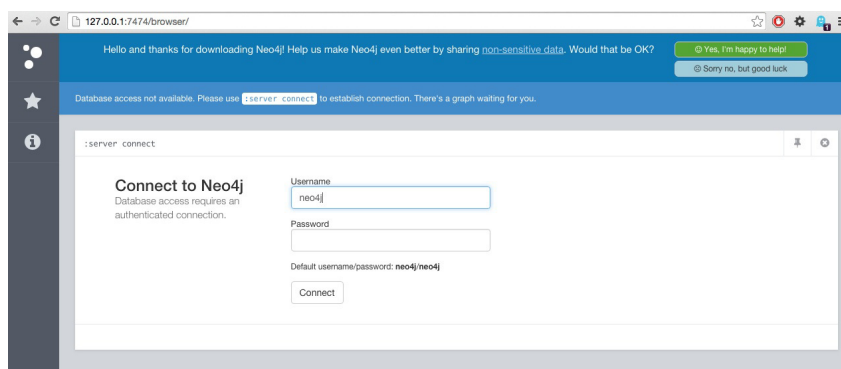 127.0.0.1:7474/browser/
Hello and thanks for downloading Neo4j! Help us make Neo4j even better by sharing non-sensitive data. Would that be OK?
Yes, I'm happy to help!
Sorry no, but good luck
Database access not available. Please use :server connect to establish connection. There's a graph waiting for you.
:server connect
Connect to Neo4j
Database access requires an
authenticated connection.
Username
neo4j
Password
Default username/password: neo4j/neo4j
Connect
1